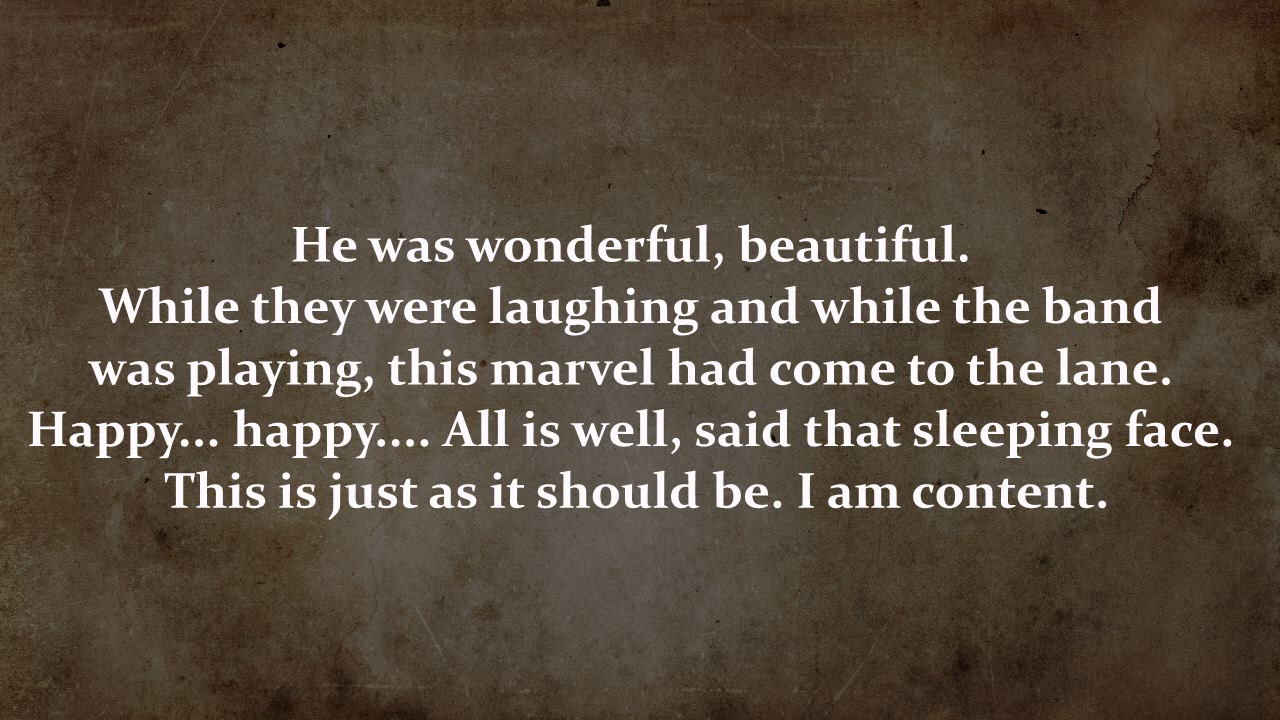 He was wonderful, beautiful.
While they were laughing and while the band
was playing, this marvel had come to the lane.
Happy... happy.... All is well, said that sleeping face.
This is just as it should be. I am content.